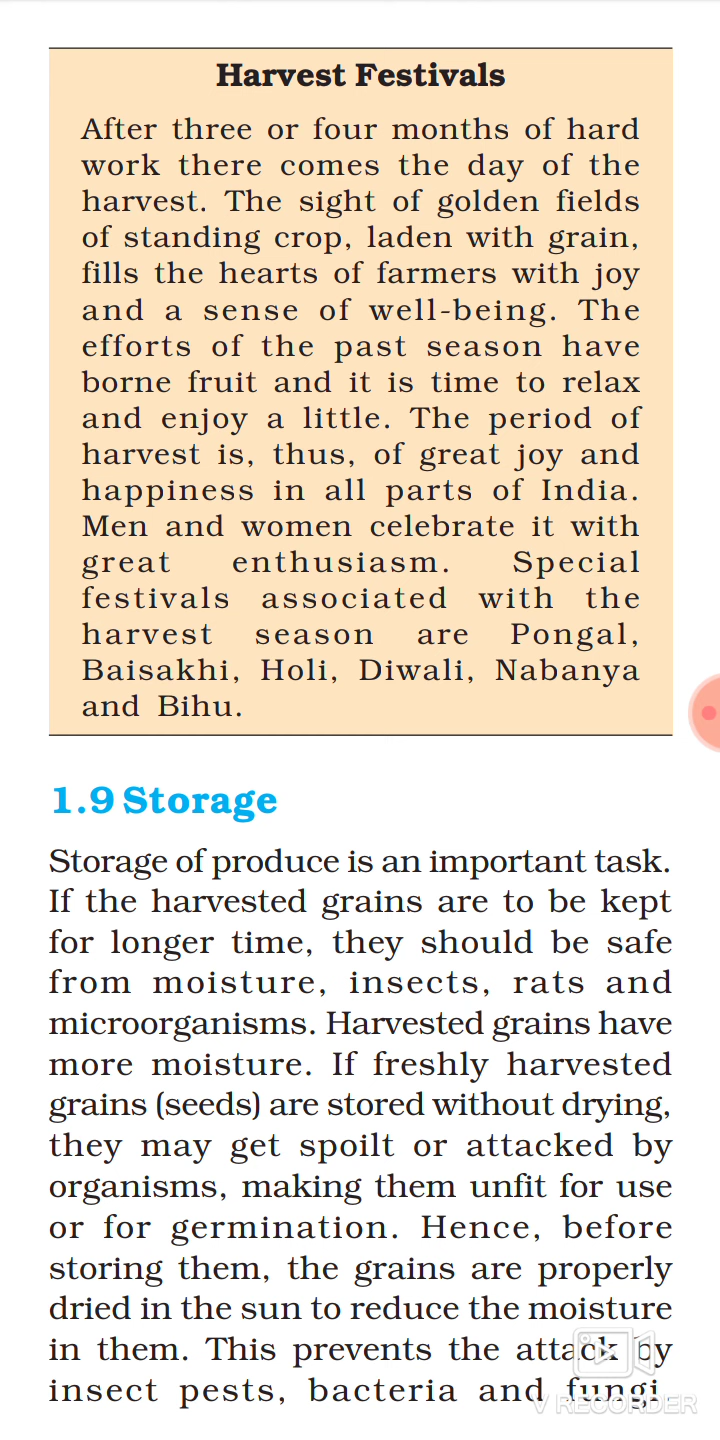 Harvest Festivals
After three or four months of hard
work there comes the day of the
harvest. The sight of golden fields
of standing crop, laden with grain,
fills the hearts of farmers with joy
and a sense of well-being. The
efforts of the past season have
borne fruit and it is time to relax
and enjoy a little. The period of
harvest is, thus, of great joy and
happiness in all parts of India.
Men and women celebrate it with
great enthusiasm. Special
festivals associated with the
harvest season are Pongal,
Baisakhi, Holi, Diwali, Nabanya
and Bihu.
1.9 Storage
Storage of produce is an important task.
If the harvested grains are to be kept
for longer time, they should be safe
from moisture, insects, rats and
microorganisms. Harvested grains have
more moisture. If freshly harvested
grains (seeds) are stored without drying,
they may get spoilt or attacked by
organisms, making them unfit for use
or for germination. Hence, before
storing them, the grains are properly
dried in the sun to reduce the moisture
in them. This prevents the attack by
insect pests, bacteria and fungi.
V RECORDER